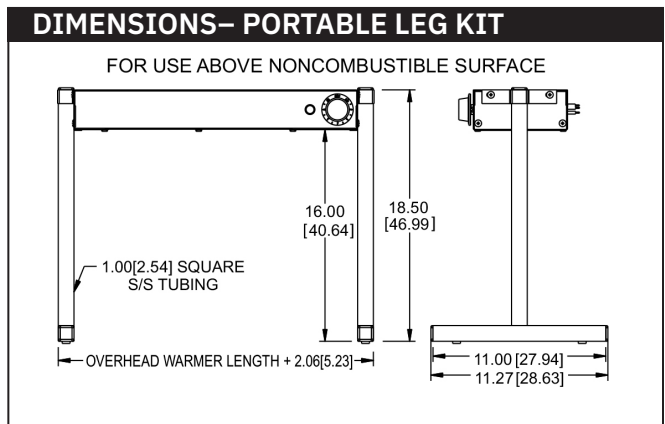 DIMENSIONS– PORTABLE LEG KIT
FOR USE ABOVE NONCOMBUSTIBLE SURFACE
16.00
[40.64]
18.50
[46.99]
1.00[2.54] SQUARE
S/S TUBING
OVERHEAD WARMER LENGTH + 2.06[5.23]
11.00 [27.94]
11.27 [28.63]